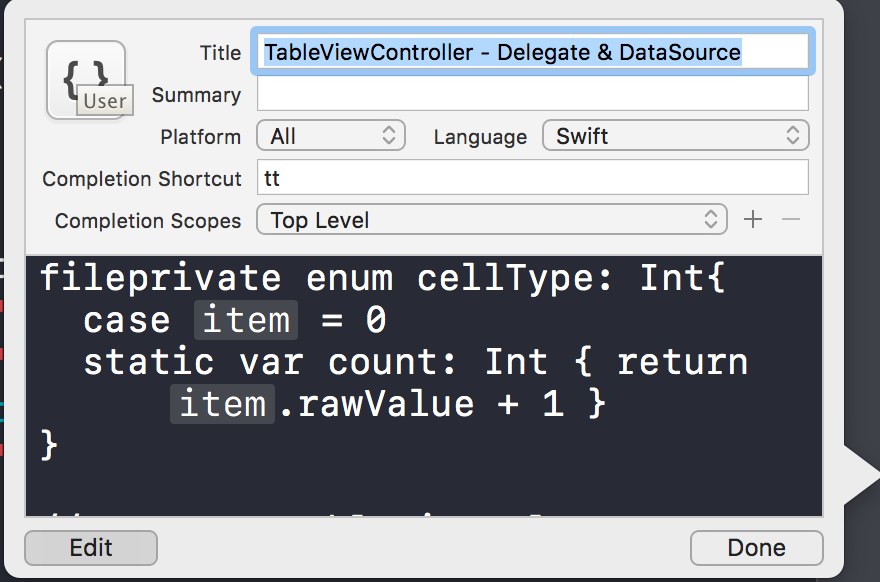 Title TableViewController - Delegate & DataSource
{ } User
Summary
Platform All Language Swift
Completion Shortcut tt
Completion Scopes Top Level + −
fileprivate enum cellType: Int{
case item = 0
static var count: Int { return
item.rawValue + 1 }
}
Edit Done